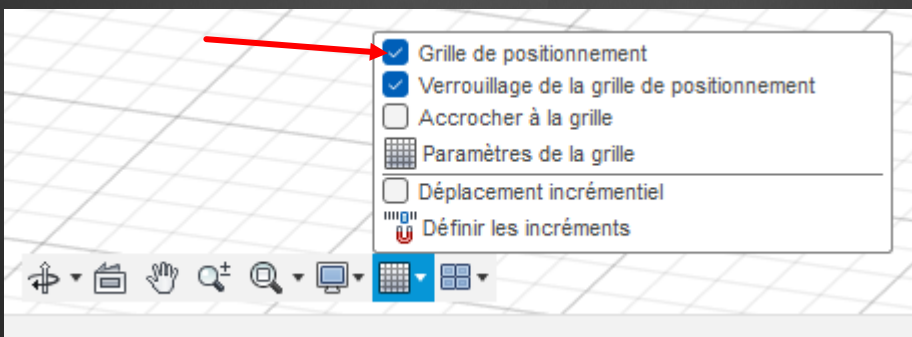 Grille de positionnement
Verrouillage de la grille de positionnement
Accrocher à la grille
Paramètres de la grille
Déplacement incrémentiel
Définir les incréments